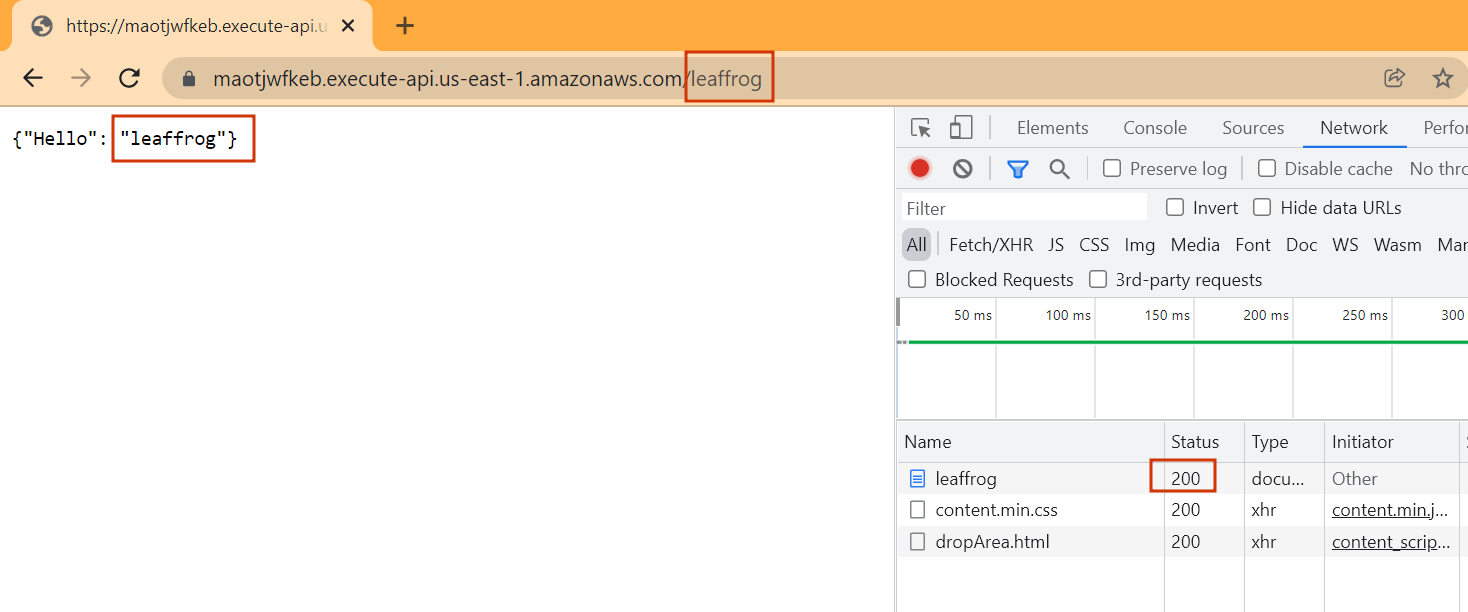 https://maotjwfkeb.execute-api.u
maotjwfkeb.execute-api.us-east-1.amazonaws.com/leaffrog
{"Hello": "leaffrog"}
Elements Console Sources Network Perfor
Preserve log Disable cache No thro
Filter Invert Hide data URLs
All Fetch/XHR JS CSS Img Media Font Doc WS Wasm Man
Blocked Requests 3rd-party requests
50 ms 100 ms 150 ms 200 ms 250 ms 300
Name Status Type Initiator
leaffrog 200 docu... Other
content.min.css 200 xhr content.min.j...
dropArea.html 200 xhr content_scrip...